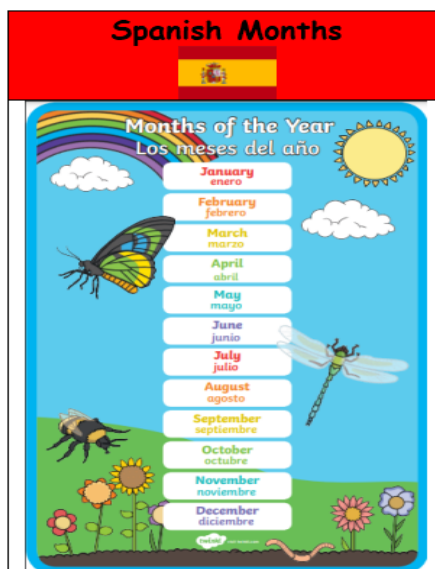 Spanish Months
Months of the Year
Los meses del año
January
enero
February
febrero
March
marzo
April
abril
May
mayo
June
junio
July
julio
August
agosto
September
septiembre
October
octubre
November
noviembre
December
diciembre
twinkl